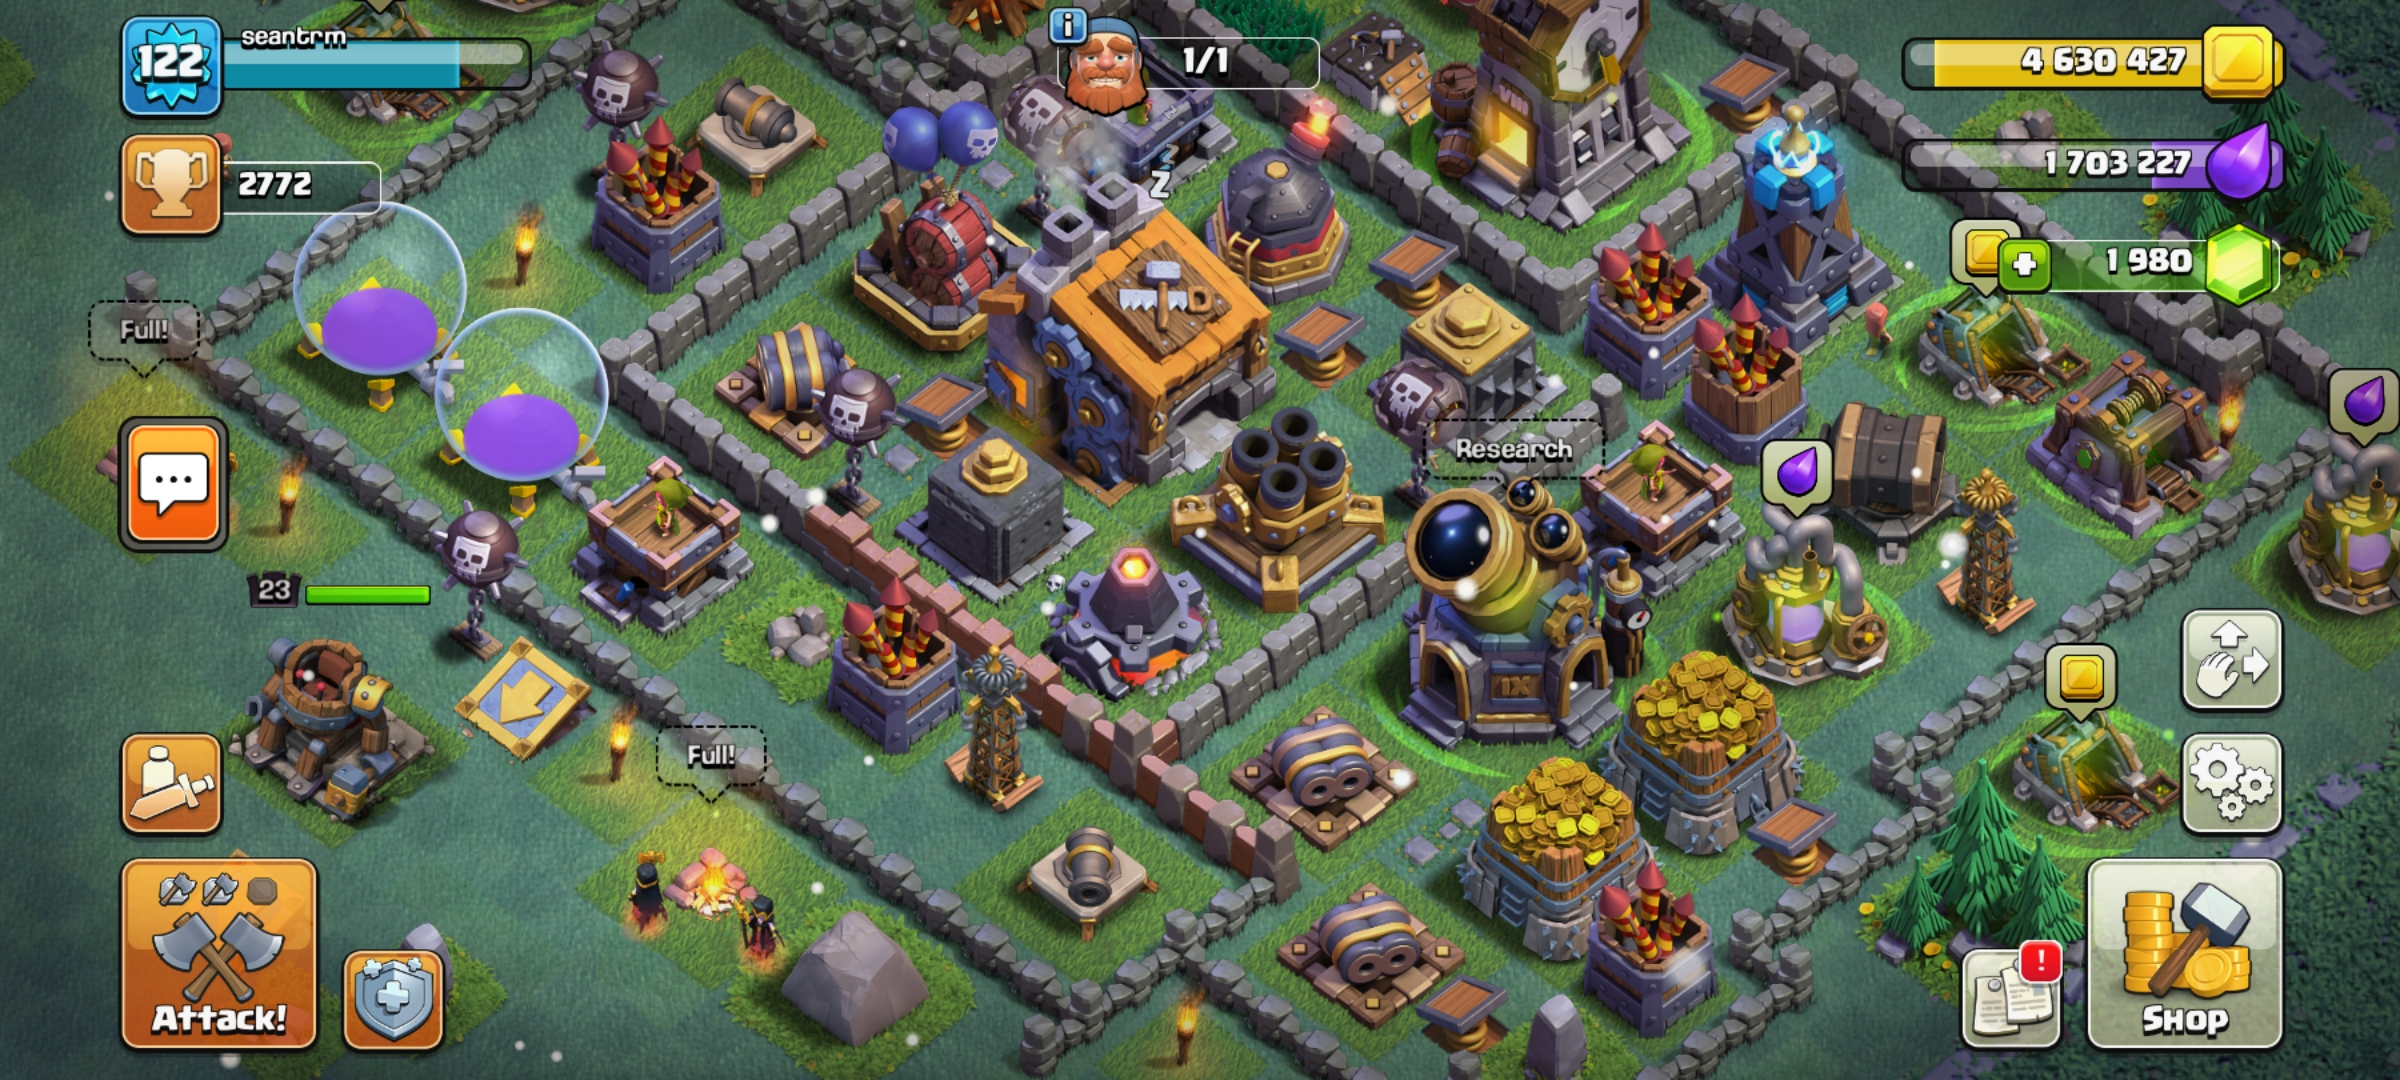 122
seantrm
i
1/1
4 630 427
2772
1 703 227
VIII
Z
Z
1 980
Full!
Research
23
IX
Full!
!
Attack!
Shop